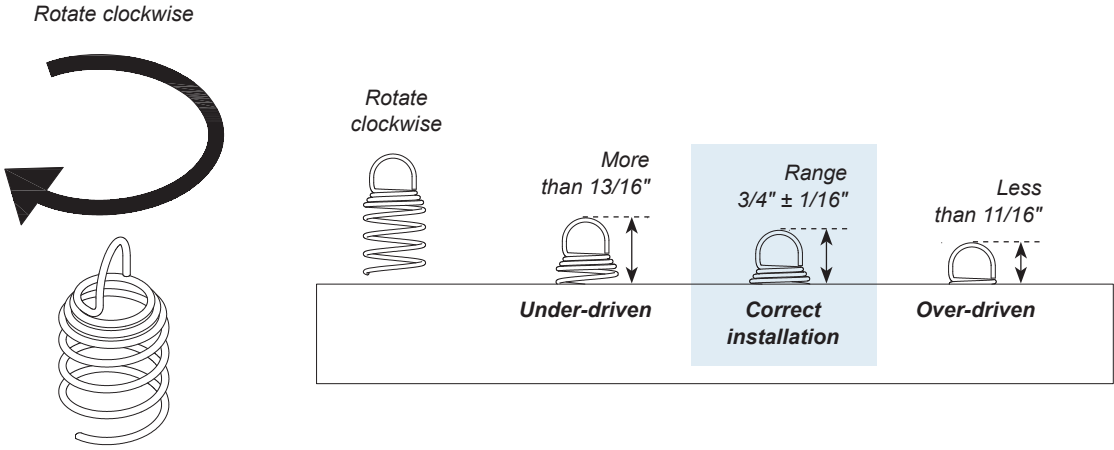 Rotate clockwise
Rotate
clockwise
More
than 13/16"
Range
3/4" ± 1/16"
Less
than 11/16"
Under-driven
Correct
installation
Over-driven